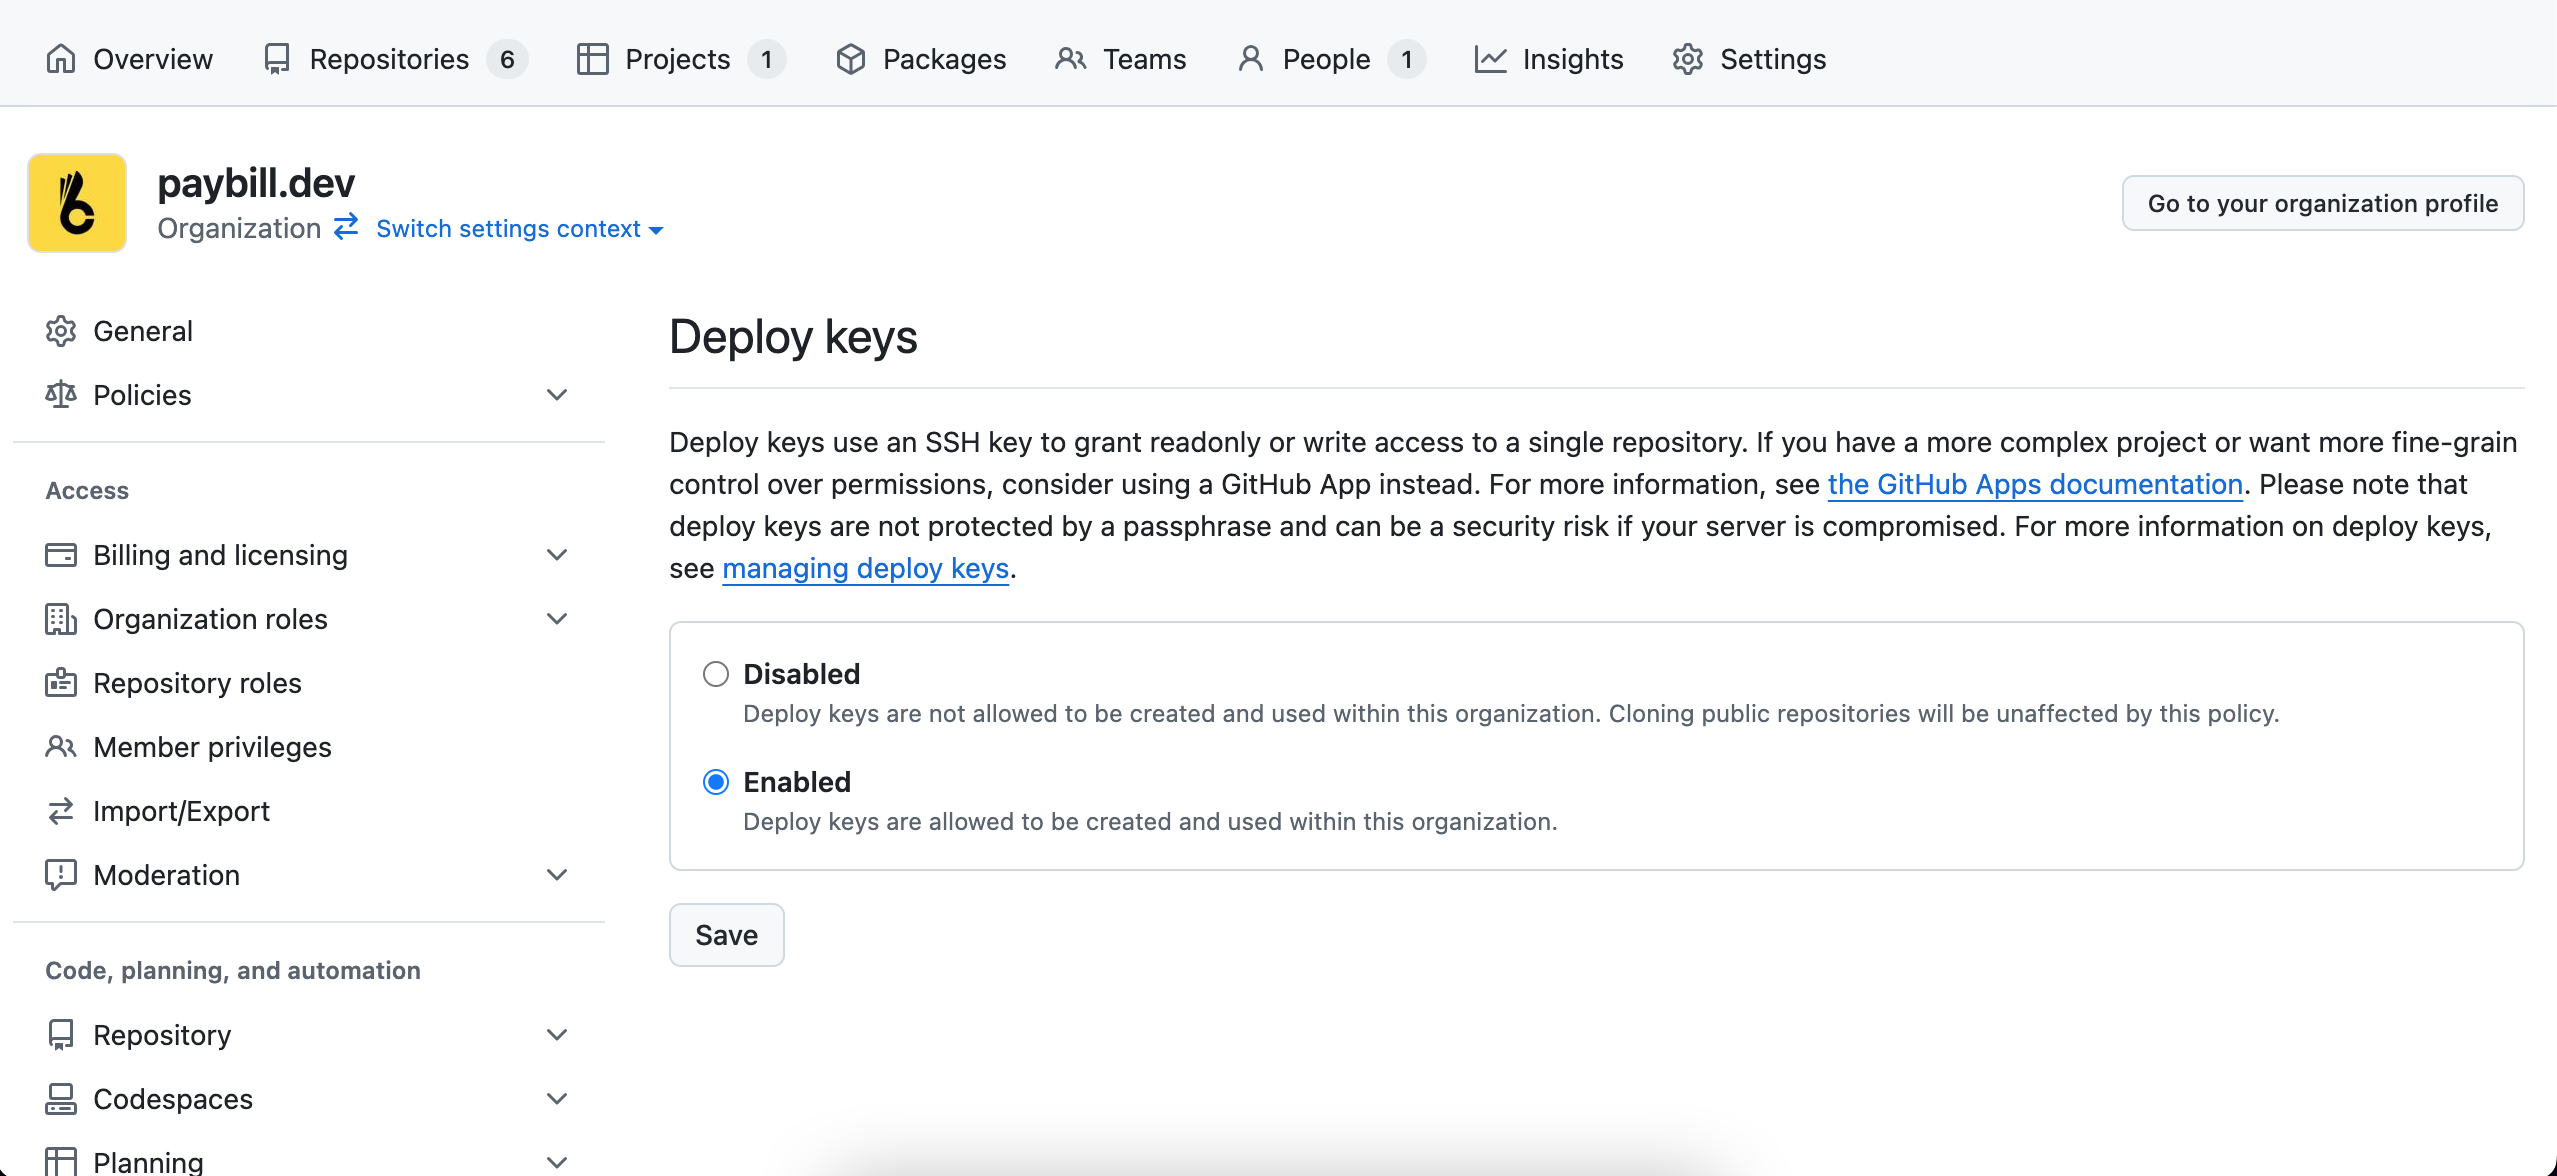 Overview Repositories 6 Projects 1 Packages Teams People 1 Insights Settings
paybill.dev
Organization Switch settings context
Go to your organization profile
General
Policies
Access
Billing and licensing
Organization roles
Repository roles
Member privileges
Import/Export
Moderation
Code, planning, and automation
Repository
Codespaces
Planning
Deploy keys
Deploy keys use an SSH key to grant readonly or write access to a single repository. If you have a more complex project or want more fine-grain
control over permissions, consider using a GitHub App instead. For more information, see the GitHub Apps documentation. Please note that
deploy keys are not protected by a passphrase and can be a security risk if your server is compromised. For more information on deploy keys,
see managing deploy keys.
Disabled
Deploy keys are not allowed to be created and used within this organization. Cloning public repositories will be unaffected by this policy.
Enabled
Deploy keys are allowed to be created and used within this organization.
Save